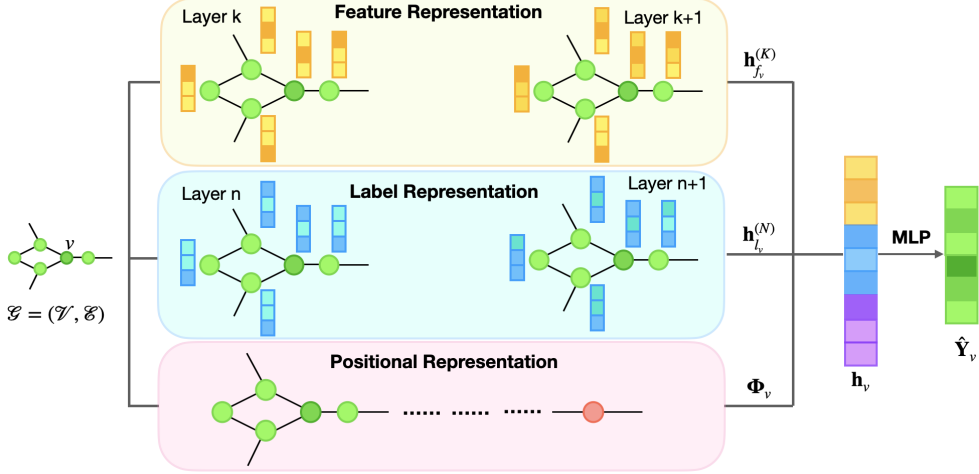 Feature Representation
Layer k
Layer k+1
𝐡_{f_v}^{(K)}
Label Representation
Layer n
Layer n+1
𝐡_{l_v}^{(N)}
v
𝒢 = (𝒱, ℰ)
MLP
Positional Representation
𝚽_v
𝐡_v
𝐘̂_v
...... ...... ......